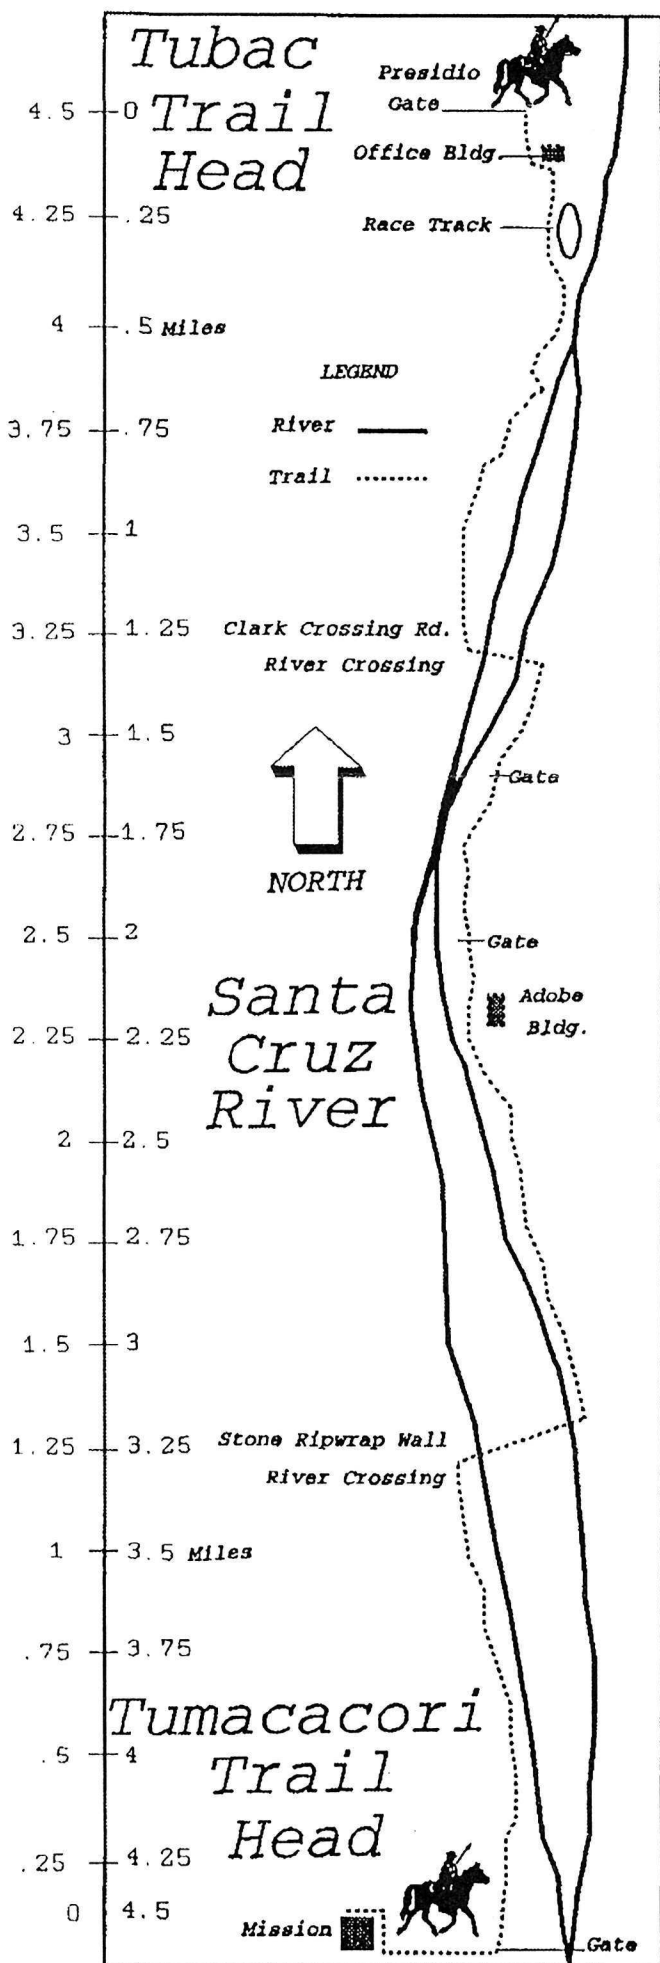 Tubac
Trail
Head
Presidio
Gate
4.5 0
Office Bldg.
4.25 .25
Race Track
4 .5 Miles
LEGEND
River
3.75 .75
Trail
3.5 1
3.25 1.25
Clark Crossing Rd.
River Crossing
3 1.5
Gate
2.75 1.75
NORTH
2.5 2
Gate
Santa
Cruz
River
Adobe
Bldg.
2.25 2.25
2 2.5
1.75 2.75
1.5 3
1.25 3.25
Stone Ripwrap Wall
River Crossing
1 3.5 Miles
.75 3.75
Tumacacori
Trail
Head
.5 4
.25 4.25
0 4.5
Mission
Gate